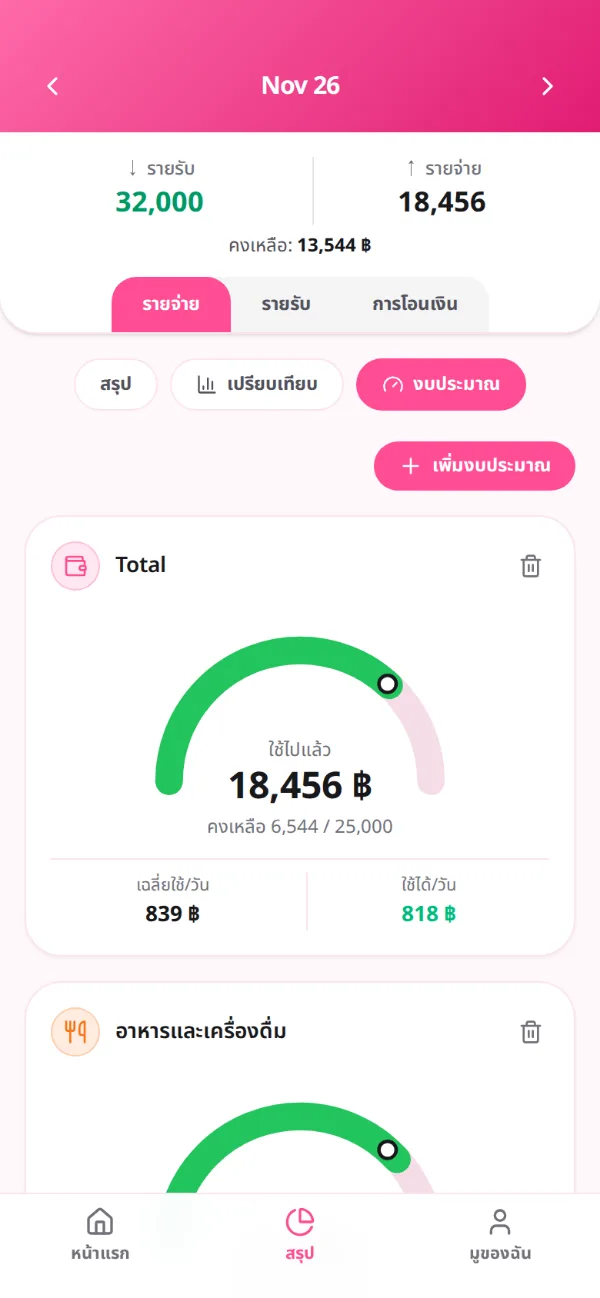 Nov 26
↓ รายรับ
32,000
↑ รายจ่าย
18,456
คงเหลือ: 13,544 ฿
รายจ่าย
รายรับ
การโอนเงิน
สรุป
เปรียบเทียบ
งบประมาณ
เพิ่มงบประมาณ
Total
ใช้ไปแล้ว
18,456 ฿
คงเหลือ 6,544 / 25,000
เฉลี่ยใช้/วัน
839 ฿
ใช้ได้/วัน
818 ฿
อาหารและเครื่องดื่ม
หน้าแรก
สรุป
มูของฉัน